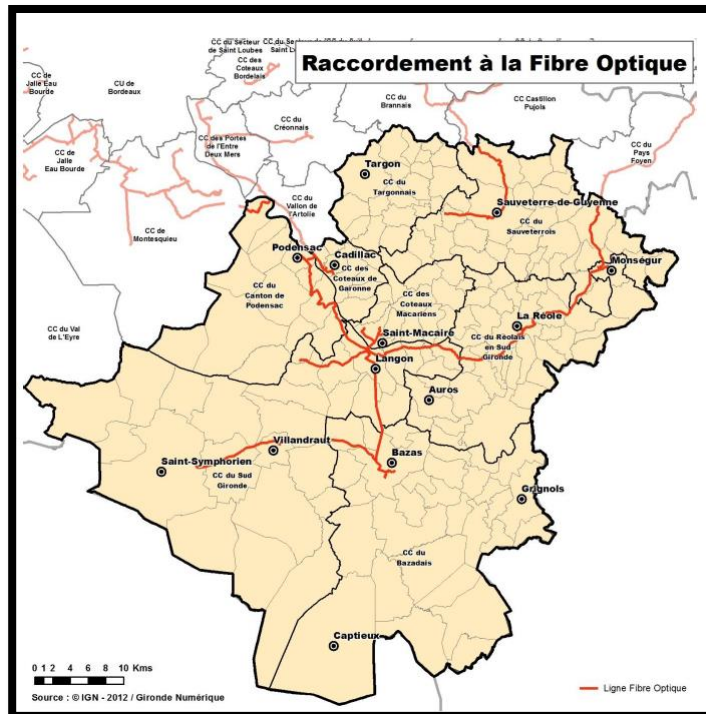 Raccordement à la Fibre Optique
CC du Secteur
de Saint Loubes
CC des
Coteaux
Bordelais
CC de
Jalle Eau
Bourde
CU de
Bordeaux
CC du
Brannais
CC Castillon
Pujols
CC du
Créonnais
CC des Portes
de l'Entre
Deux Mers
CC de
Jalle
Eau Bourde
CC du
Pays
Foyen
Targon
CC du
Targonnais
CC du
Vallon de
l'Artolie
Sauveterre-de-Guyenne
CC du
Sauveterrois
CC de
Montesquieu
Podensac
Cadillac
CC des
Coteaux de
Garonne
Monségur
CC du
Canton de
Podensac
CC des
Coteaux
Macariens
La Réole
CC du Val
de L'Eyre
Saint-Macaire
CC du Réolais
en Sud
Gironde
Langon
Auros
Villandraut
Bazas
Saint-Symphorien
CC du Sud
Gironde
Grignols
CC du
Bazadais
Captieux
0 1 2 4 6 8 10 Kms
Source : © IGN - 2012 / Gironde Numérique
Ligne Fibre Optique